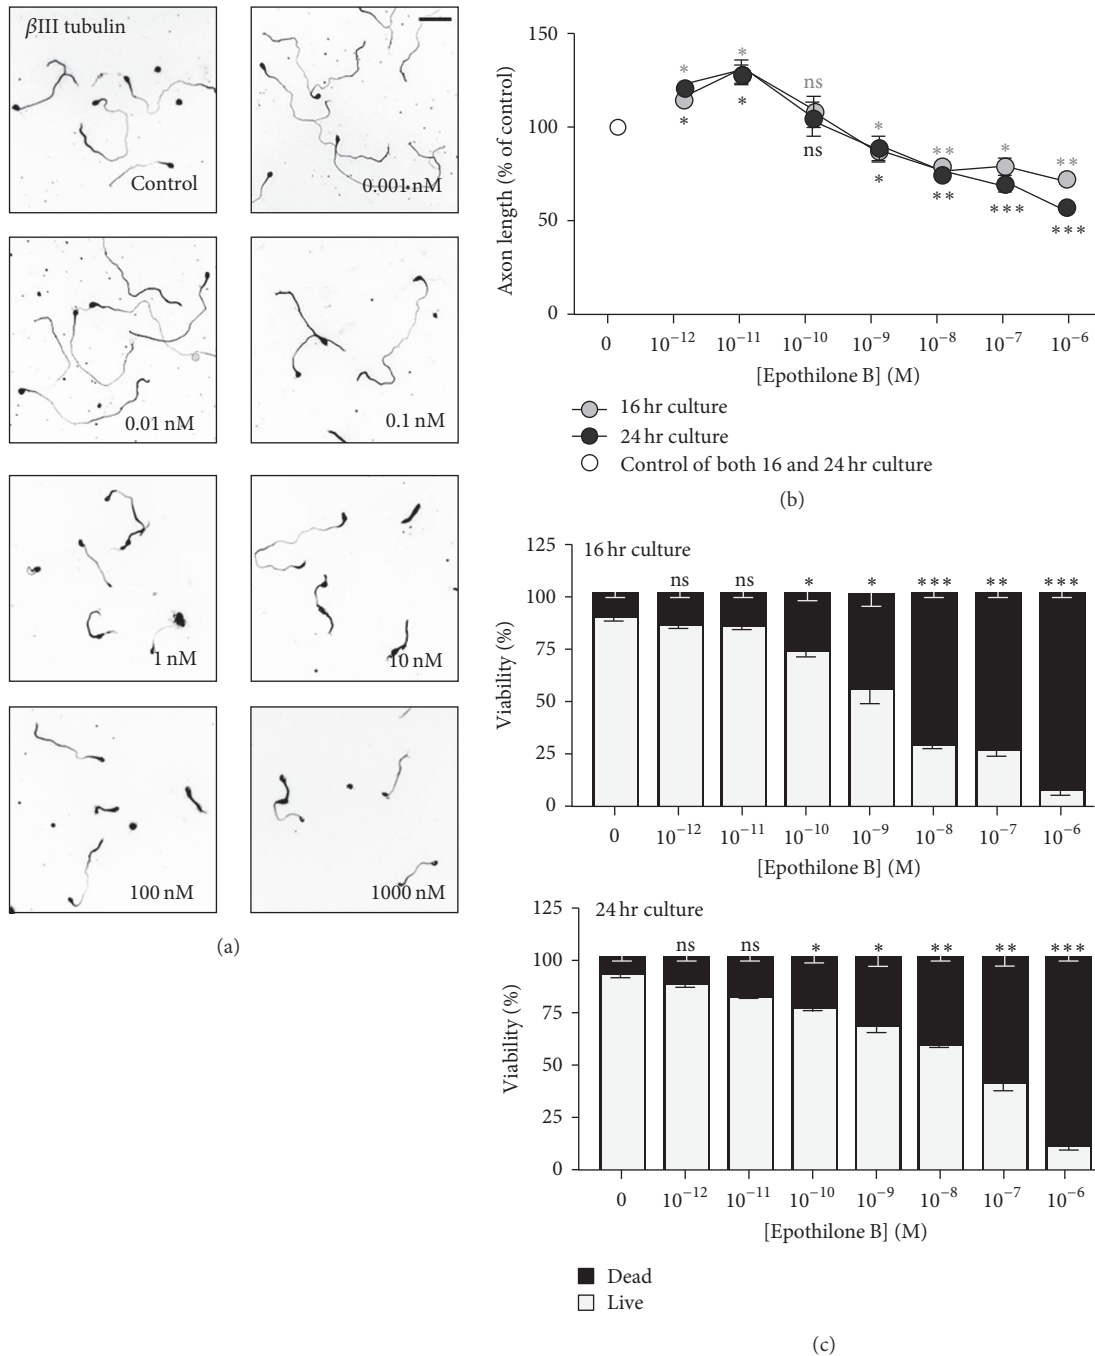 βIII tubulin
Control
0.001 nM
0.01 nM
0.1 nM
1 nM
10 nM
100 nM
1000 nM
(a)
150
100
50
0
Axon length (% of control)
* * ns * ** * **
* * ns * ** *** ***
0 10−12 10−11 10−10 10−9 10−8 10−7 10−6
[Epothilone B] (M)
16 hr culture
24 hr culture
Control of both 16 and 24 hr culture
(b)
125
100
75
50
25
0
Viability (%)
16 hr culture
ns ns * * *** ** ***
0 10−12 10−11 10−10 10−9 10−8 10−7 10−6
[Epothilone B] (M)
125
100
75
50
25
0
Viability (%)
24 hr culture
ns ns * * ** ** ***
0 10−12 10−11 10−10 10−9 10−8 10−7 10−6
[Epothilone B] (M)
Dead
Live
(c)